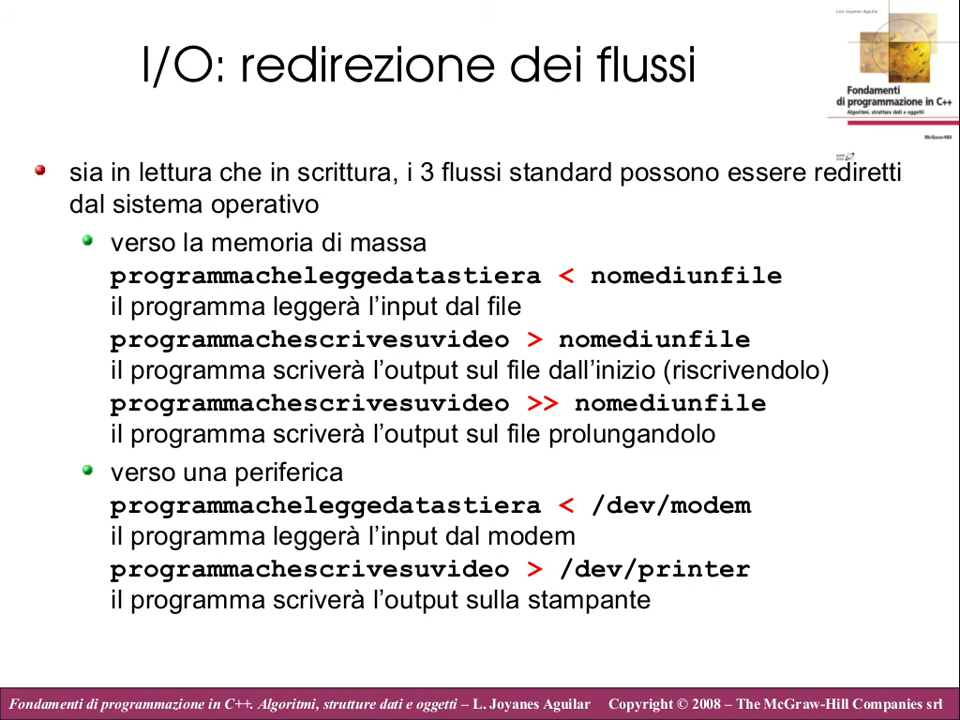 Luis Joyanes Aguilar
I/O: redirezione dei flussi
Fondamenti
di programmazione in C++
Algoritmi, strutture dati e oggetti
McGraw-Hill
sia in lettura che in scrittura, i 3 flussi standard possono essere rediretti
dal sistema operativo
verso la memoria di massa
programmacheleggedatastiera < nomediunfile
il programma leggerà l’input dal file
programmachescrivesuvideo > nomediunfile
il programma scriverà l’output sul file dall’inizio (riscrivendolo)
programmachescrivesuvideo >> nomediunfile
il programma scriverà l’output sul file prolungandolo
verso una periferica
programmacheleggedatastiera < /dev/modem
il programma leggerà l’input dal modem
programmachescrivesuvideo > /dev/printer
il programma scriverà l’output sulla stampante
Fondamenti di programmazione in C++. Algoritmi, strutture dati e oggetti – L. Joyanes Aguilar Copyright © 2008 – The McGraw-Hill Companies srl